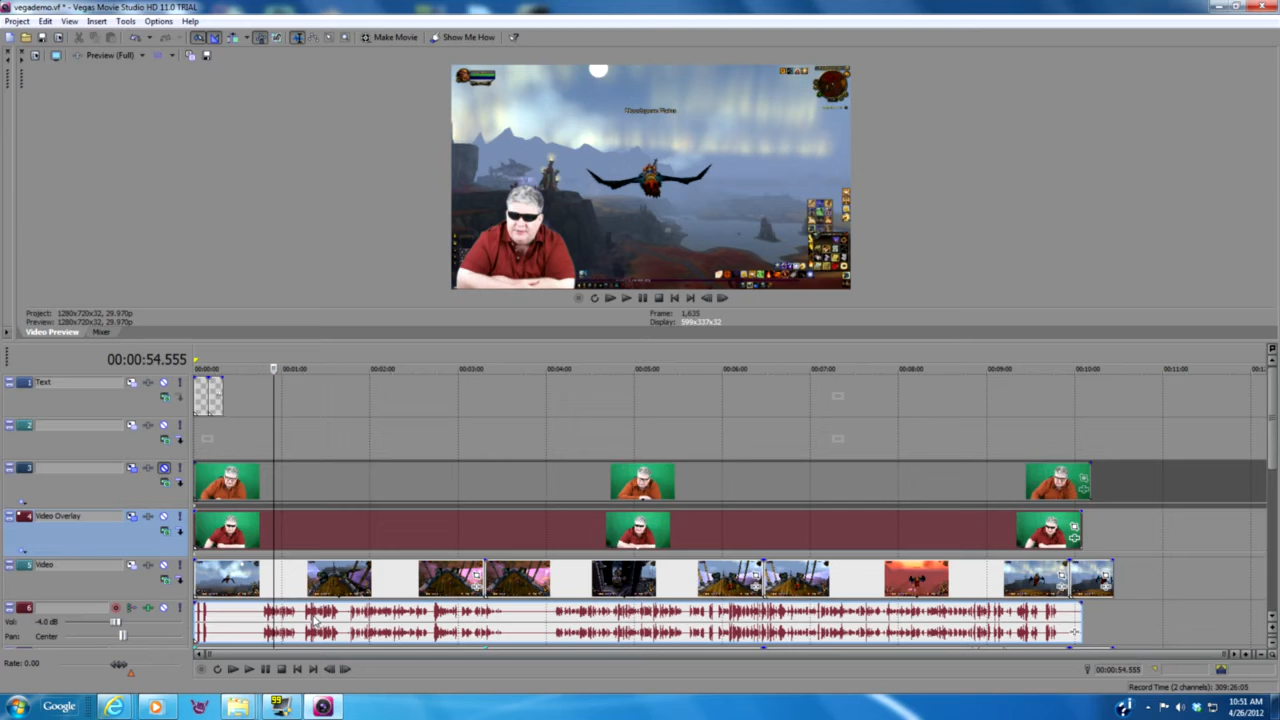 vegademo.vf * - Vegas Movie Studio HD 11.0 TRIAL
Project Edit View Insert Tools Options Help
Make Movie Show Me How
Preview (Full)
Project: 1280x720x32, 29.970p
Preview: 1280x720x32, 29.970p
Frame: 1,635
Display: 599x337x32
Video Preview Mixer
00:00:54.555
00:00:00 00:01:00 00:02:00 00:03:00 00:04:00 00:05:00 00:06:00 00:07:00 00:08:00 00:09:00 00:10:00 00:11:00
1 Text
2
3
4 Video Overlay
5 Video
6
Vol: -4.0 dB
Pan: Center
Rate: 0.00
00:00:54.555
Record Time (2 channels): 309:26:05
Google
99
10:51 AM
4/26/2012